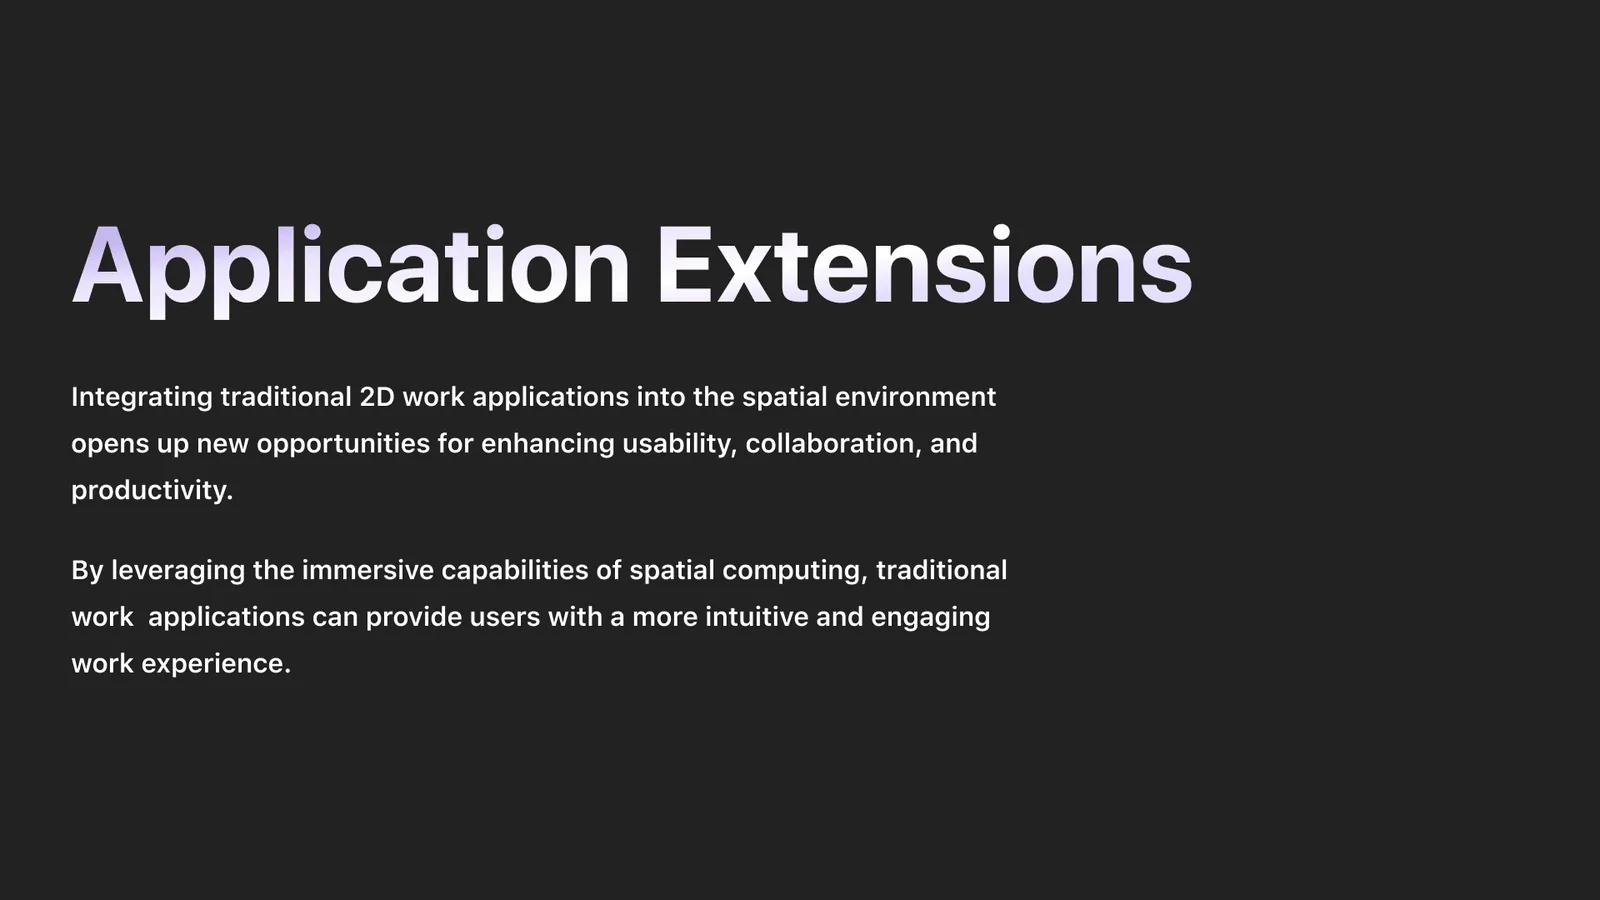 Application Extensions
Integrating traditional 2D work applications into the spatial environment
opens up new opportunities for enhancing usability, collaboration, and
productivity.
By leveraging the immersive capabilities of spatial computing, traditional
work  applications can provide users with a more intuitive and engaging
work experience.